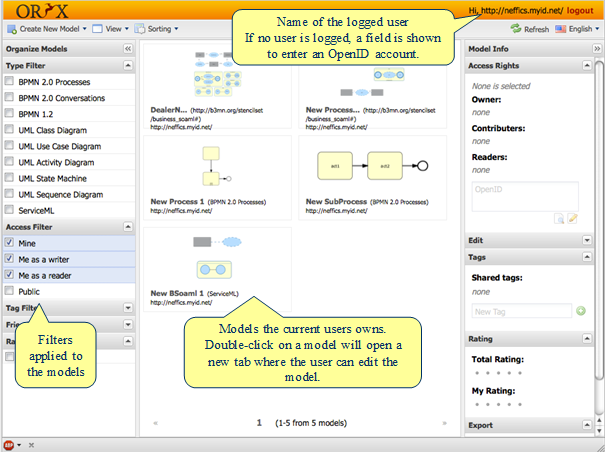 ORYX
Hi, http://neffics.myid.net/ logout
Name of the logged user
If no user is logged, a field is shown
to enter an OpenID account.
Create New Model
View
Sorting
Refresh
English
Organize Models
Type Filter
BPMN 2.0 Processes
BPMN 2.0 Conversations
BPMN 1.2
UML Class Diagram
UML Use Case Diagram
UML Activity Diagram
UML State Machine
UML Sequence Diagram
ServiceML
Access Filter
Mine
Me as a writer
Me as a reader
Public
Tag Filte
Frie
Ra
Filters
applied to
the models
DealerN... (http://b3mn.org/stencilset
/business_soaml#)
http://neffics.myid.net/
New Process... (http://b3mn.org/stencilset
/business_soaml#)
http://neffics.myid.net/
New Process 1 (BPMN 2.0 Processes)
http://neffics.myid.net/
act1
act2
New SubProcess (BPMN 2.0 Processes)
http://neffics.myid.net/
New BSoaml 1 (ServiceML)
http://neffics.myid.net/
Models the current users owns.
Double-click on a model will open a
new tab where the user can edit the
model.
1 (1-5 from 5 models)
Model Info
Access Rights
None is selected
Owner:
none
Contributers:
none
Readers:
none
OpenID
Edit
Tags
Shared tags:
none
New Tag
Rating
Total Rating:
My Rating:
Export
ABP